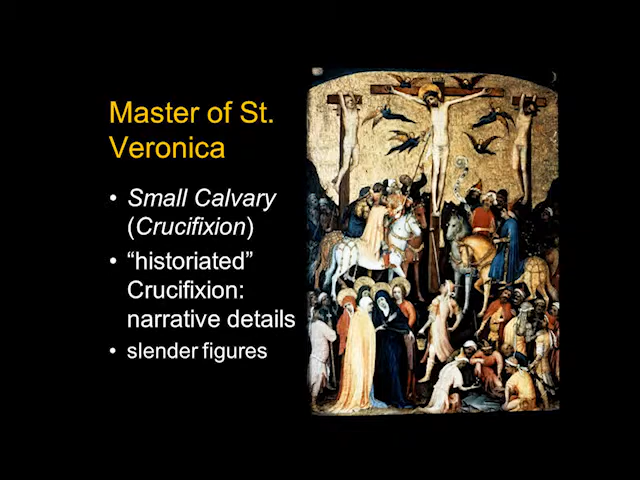 Master of St.
Veronica
• Small Calvary
(Crucifixion)
• “historiated”
Crucifixion:
narrative details
• slender figures